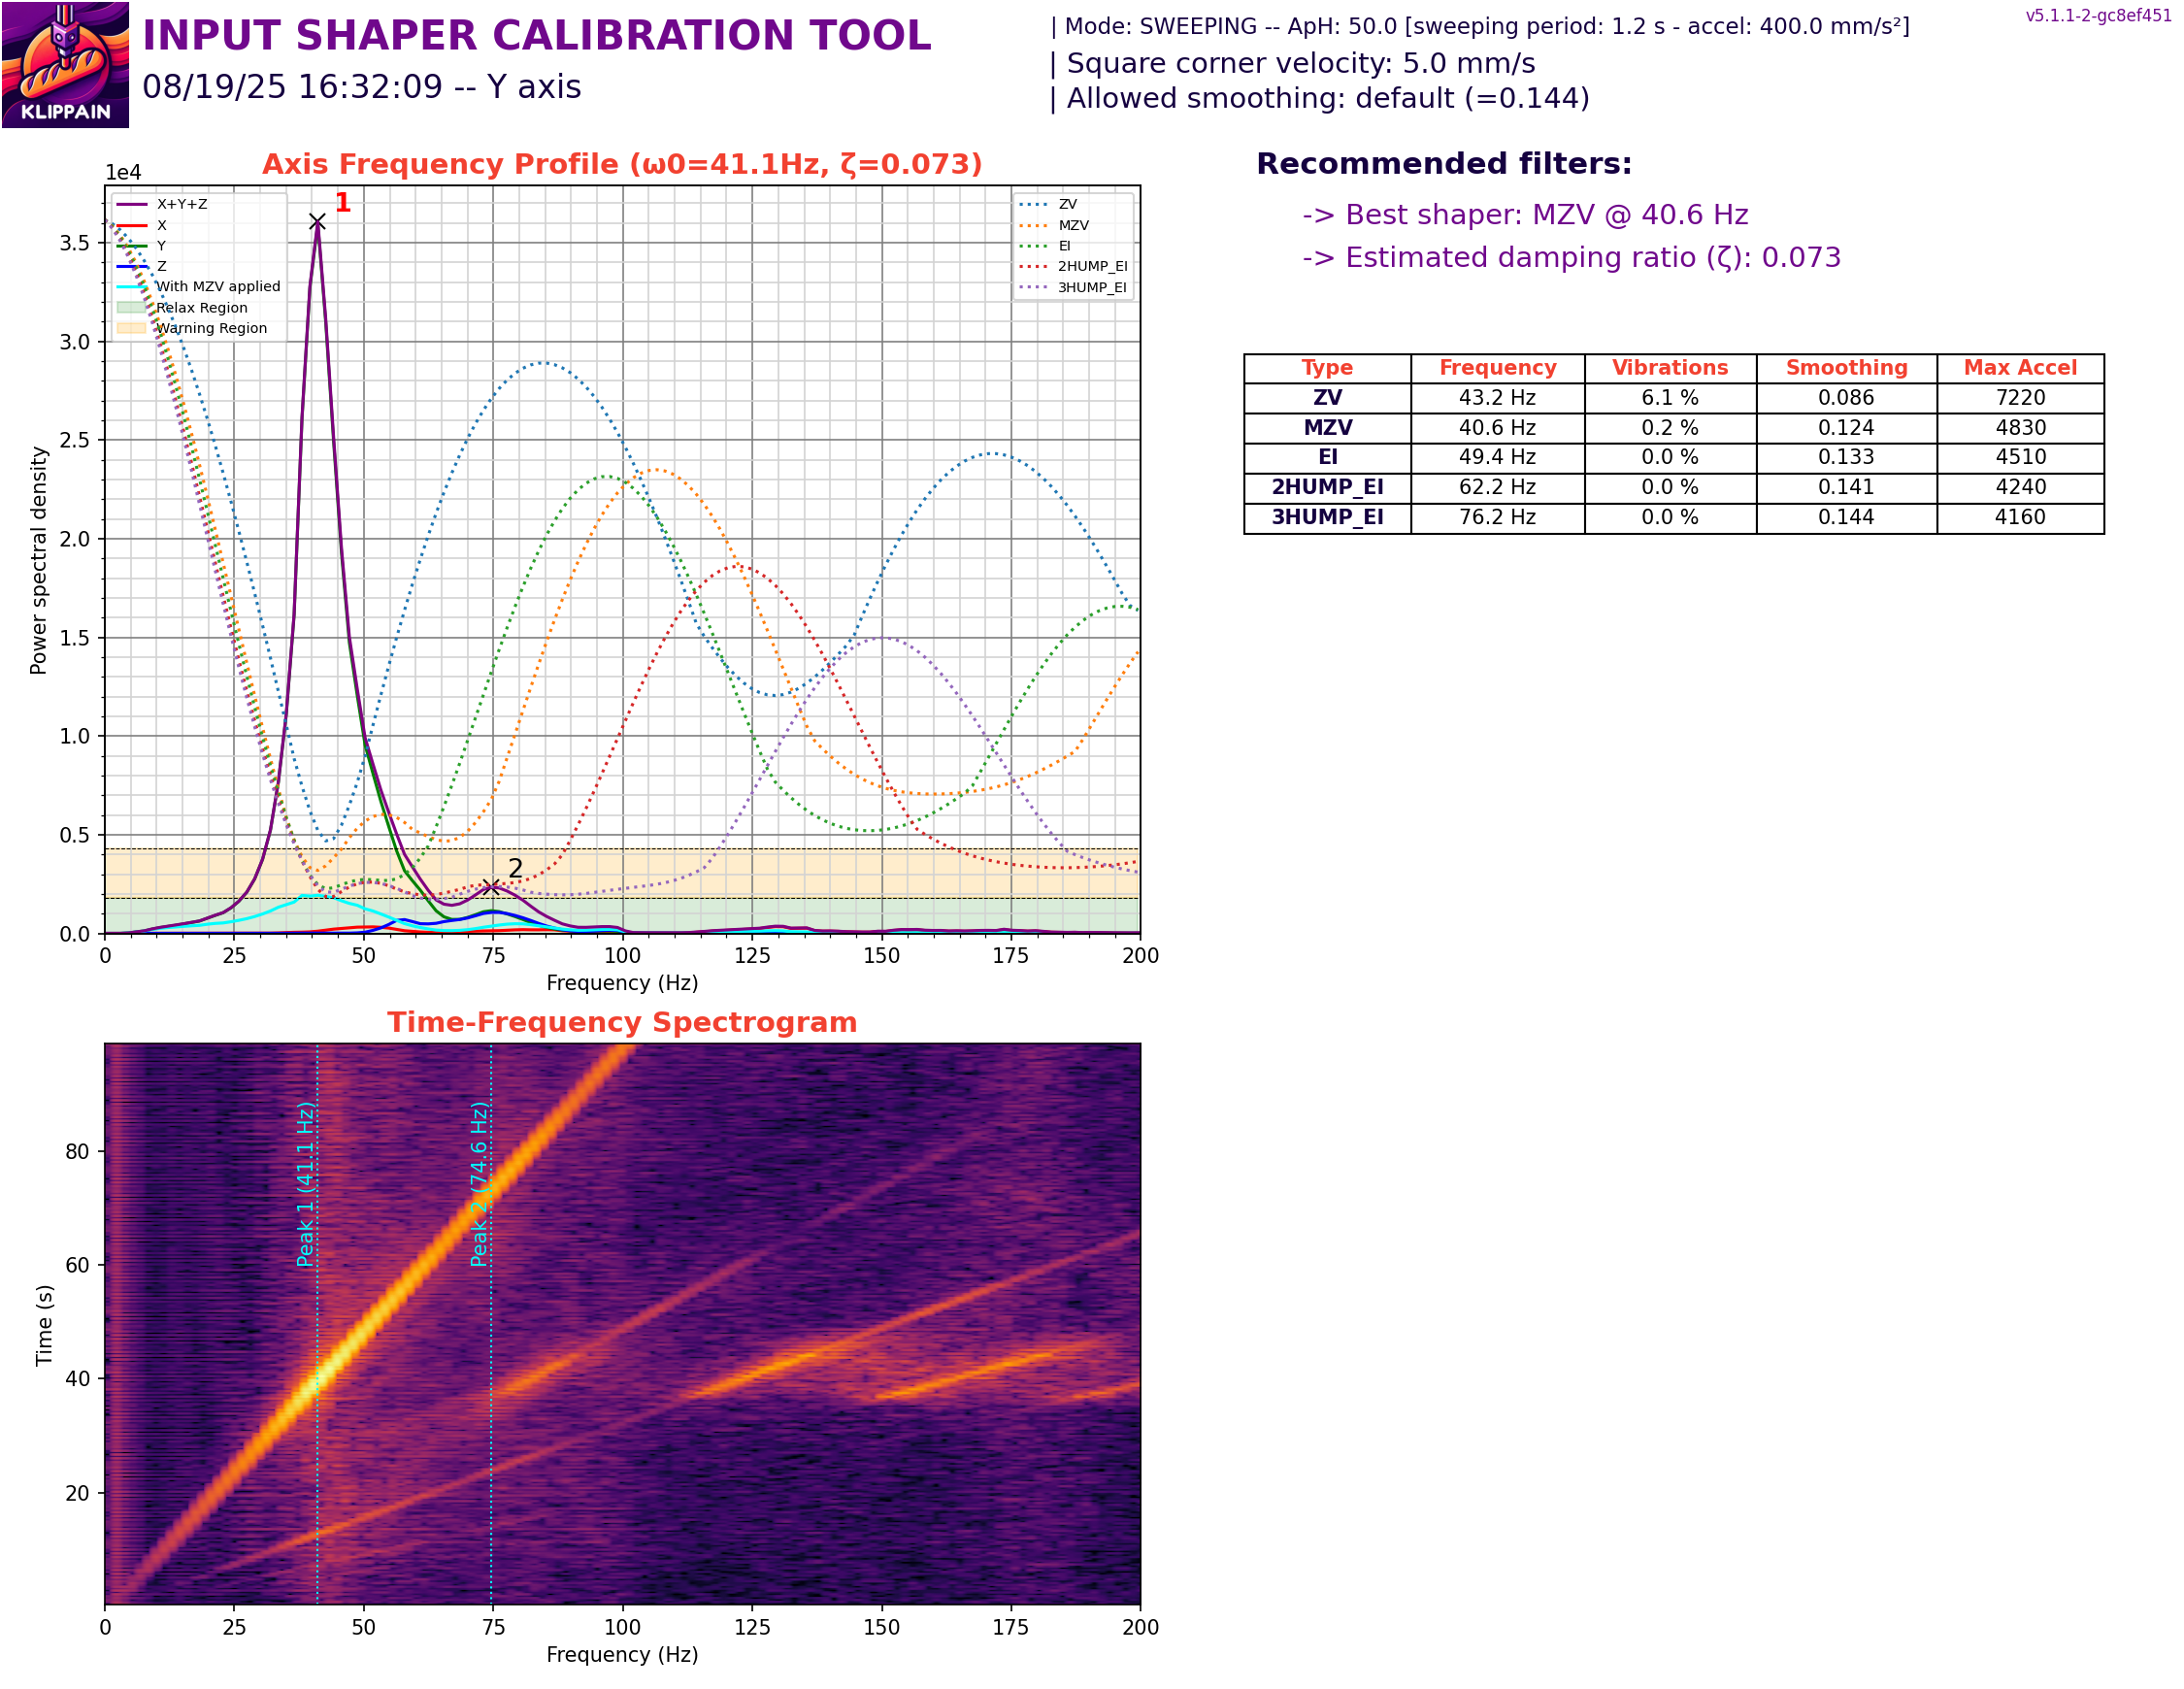 INPUT SHAPER CALIBRATION TOOL
08/19/25 16:32:09 -- Y axis
KLIPPAIN
| Mode: SWEEPING -- ApH: 50.0 [sweeping period: 1.2 s - accel: 400.0 mm/s²]
| Square corner velocity: 5.0 mm/s
| Allowed smoothing: default (=0.144)
v5.1.1-2-gc8ef451
Axis Frequency Profile (ω0=41.1Hz, ζ=0.073)
1e4
X+Y+Z
X
Y
Z
With MZV applied
Relax Region
Warning Region
ZV
MZV
EI
2HUMP_EI
3HUMP_EI
1
2
3.5
3.0
2.5
2.0
1.5
1.0
0.5
0.0
Power spectral density
0 25 50 75 100 125 150 175 200
Frequency (Hz)
Recommended filters:
-> Best shaper: MZV @ 40.6 Hz
-> Estimated damping ratio (ζ): 0.073
Type Frequency Vibrations Smoothing Max Accel
ZV 43.2 Hz 6.1 % 0.086 7220
MZV 40.6 Hz 0.2 % 0.124 4830
EI 49.4 Hz 0.0 % 0.133 4510
2HUMP_EI 62.2 Hz 0.0 % 0.141 4240
3HUMP_EI 76.2 Hz 0.0 % 0.144 4160
Time-Frequency Spectrogram
Peak 1 (41.1 Hz)
Peak 2 (74.6 Hz)
80
60
40
20
Time (s)
0 25 50 75 100 125 150 175 200
Frequency (Hz)